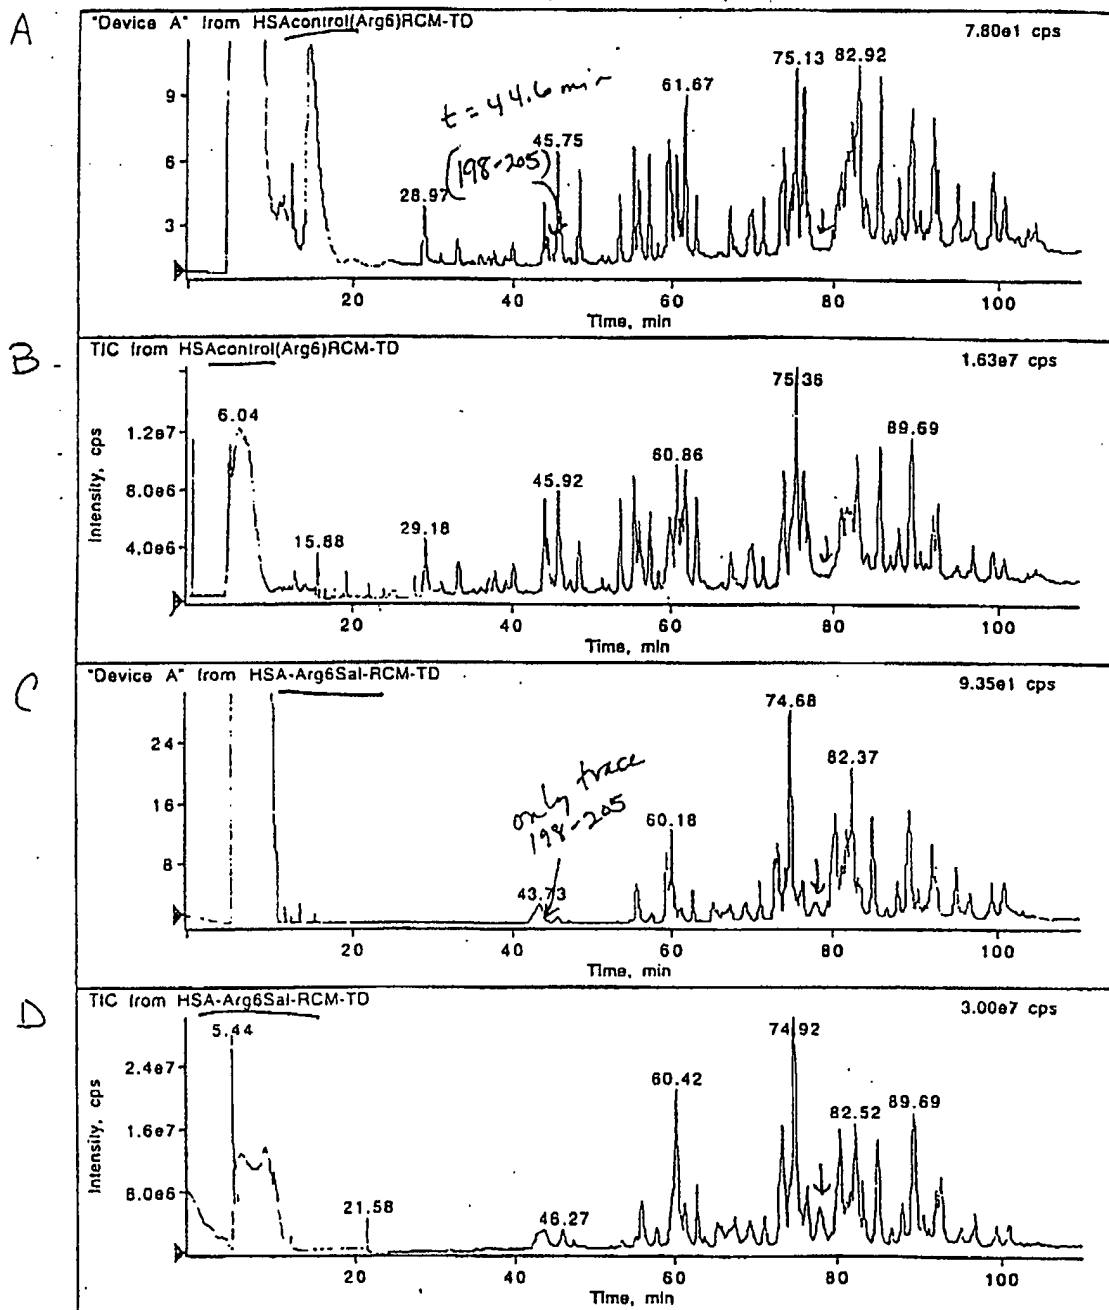 A
"Device A" from HSAcontrol(Arg6)RCM-TD
7.80e1 cps
t = 44.6 min
(198-205)
28.97
45.75
61.67
75.13
82.92
9
6
3
20
40
60
80
100
Time, min
B
TIC from HSAcontrol(Arg6)RCM-TD
1.63e7 cps
Intensity, cps
1.2e7
8.0e6
4.0e6
6.04
15.88
29.18
45.92
60.86
75.36
89.69
20
40
60
80
100
Time, min
C
"Device A" from HSA-Arg6Sal-RCM-TD
9.35e1 cps
only trace
198-205
43.73
60.18
74.68
82.37
24
16
8
20
40
60
80
100
Time, min
D
TIC from HSA-Arg6Sal-RCM-TD
3.00e7 cps
Intensity, cps
2.4e7
1.6e7
8.0e6
5.44
21.58
46.27
60.42
74.92
82.52
89.69
20
40
60
80
100
Time, min